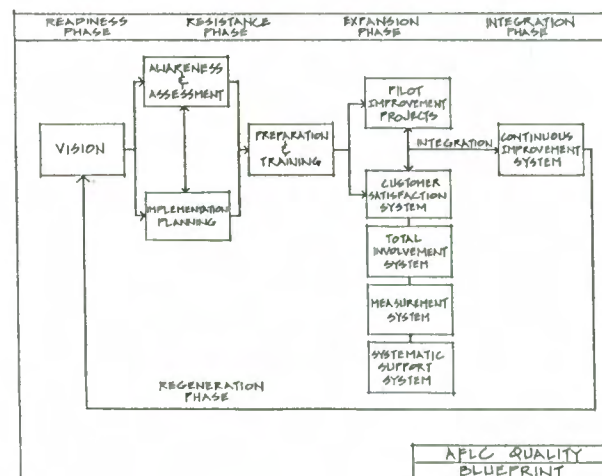 READINESS
PHASE
RESISTANCE
PHASE
EXPANSION
PHASE
INTEGRATION
PHASE
AWARENESS
&
ASSESSMENT
PILOT
IMPROVEMENT
PROJECTS
VISION
PREPARATION
&
TRAINING
INTEGRATION
CONTINUOUS
IMPROVEMENT
SYSTEM
IMPLEMENTATION
PLANNING
CUSTOMER
SATISFACTION
SYSTEM
TOTAL
INVOLVEMENT
SYSTEM
MEASUREMENT
SYSTEM
SYSTEMATIC
SUPPORT
SYSTEM
REGENERATION
PHASE
AFLC QUALITY
BLUEPRINT